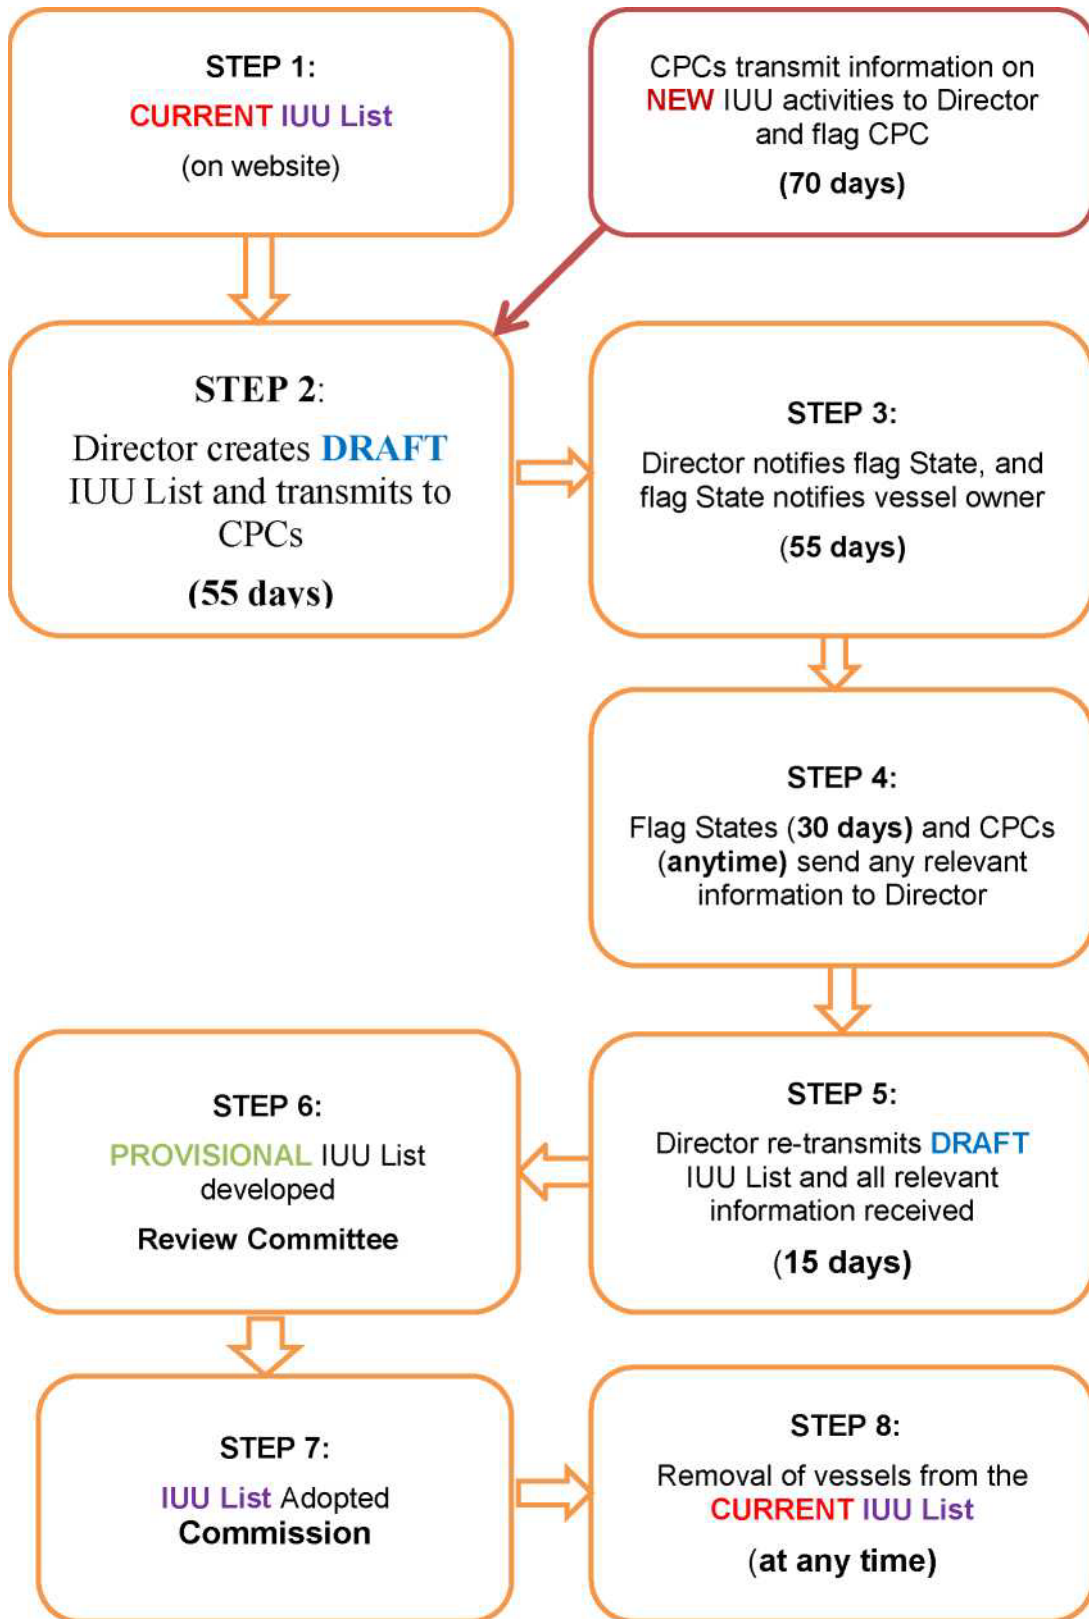 STEP 1:
CURRENT IUU List
(on website)
CPCs transmit information on
NEW IUU activities to Director
and flag CPC
(70 days)
STEP 2:
Director creates DRAFT
IUU List and transmits to
CPCs
(55 days)
STEP 3:
Director notifies flag State, and
flag State notifies vessel owner
(55 days)
STEP 4:
Flag States (30 days) and CPCs
(anytime) send any relevant
information to Director
STEP 5:
Director re-transmits DRAFT
IUU List and all relevant
information received
(15 days)
STEP 6:
PROVISIONAL IUU List
developed
Review Committee
STEP 7:
IUU List Adopted
Commission
STEP 8:
Removal of vessels from the
CURRENT IUU List
(at any time)